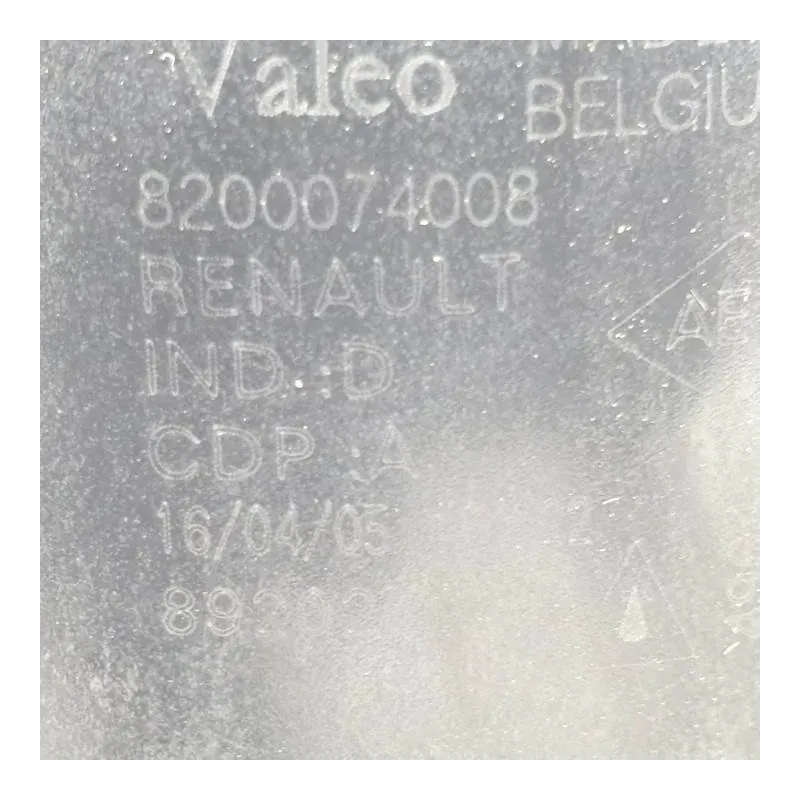 Valeo
BELGIU
8200074008
RENAULT
IND.:D
CDP:A
16/04/05